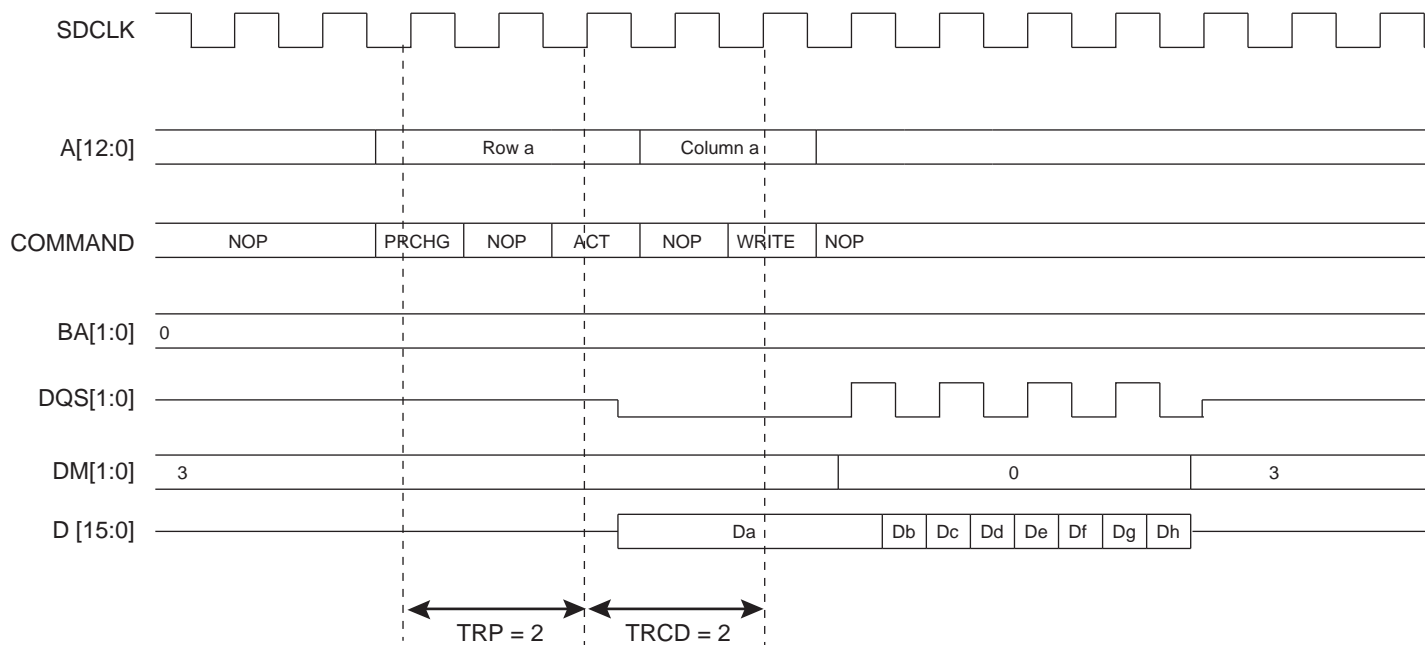 SDCLK
A[12:0] Row a Column a
COMMAND NOP PRCHG NOP ACT NOP WRITE NOP
BA[1:0] 0
DQS[1:0]
DM[1:0] 3 0 3
D [15:0] Da Db Dc Dd De Df Dg Dh
TRP = 2 TRCD = 2